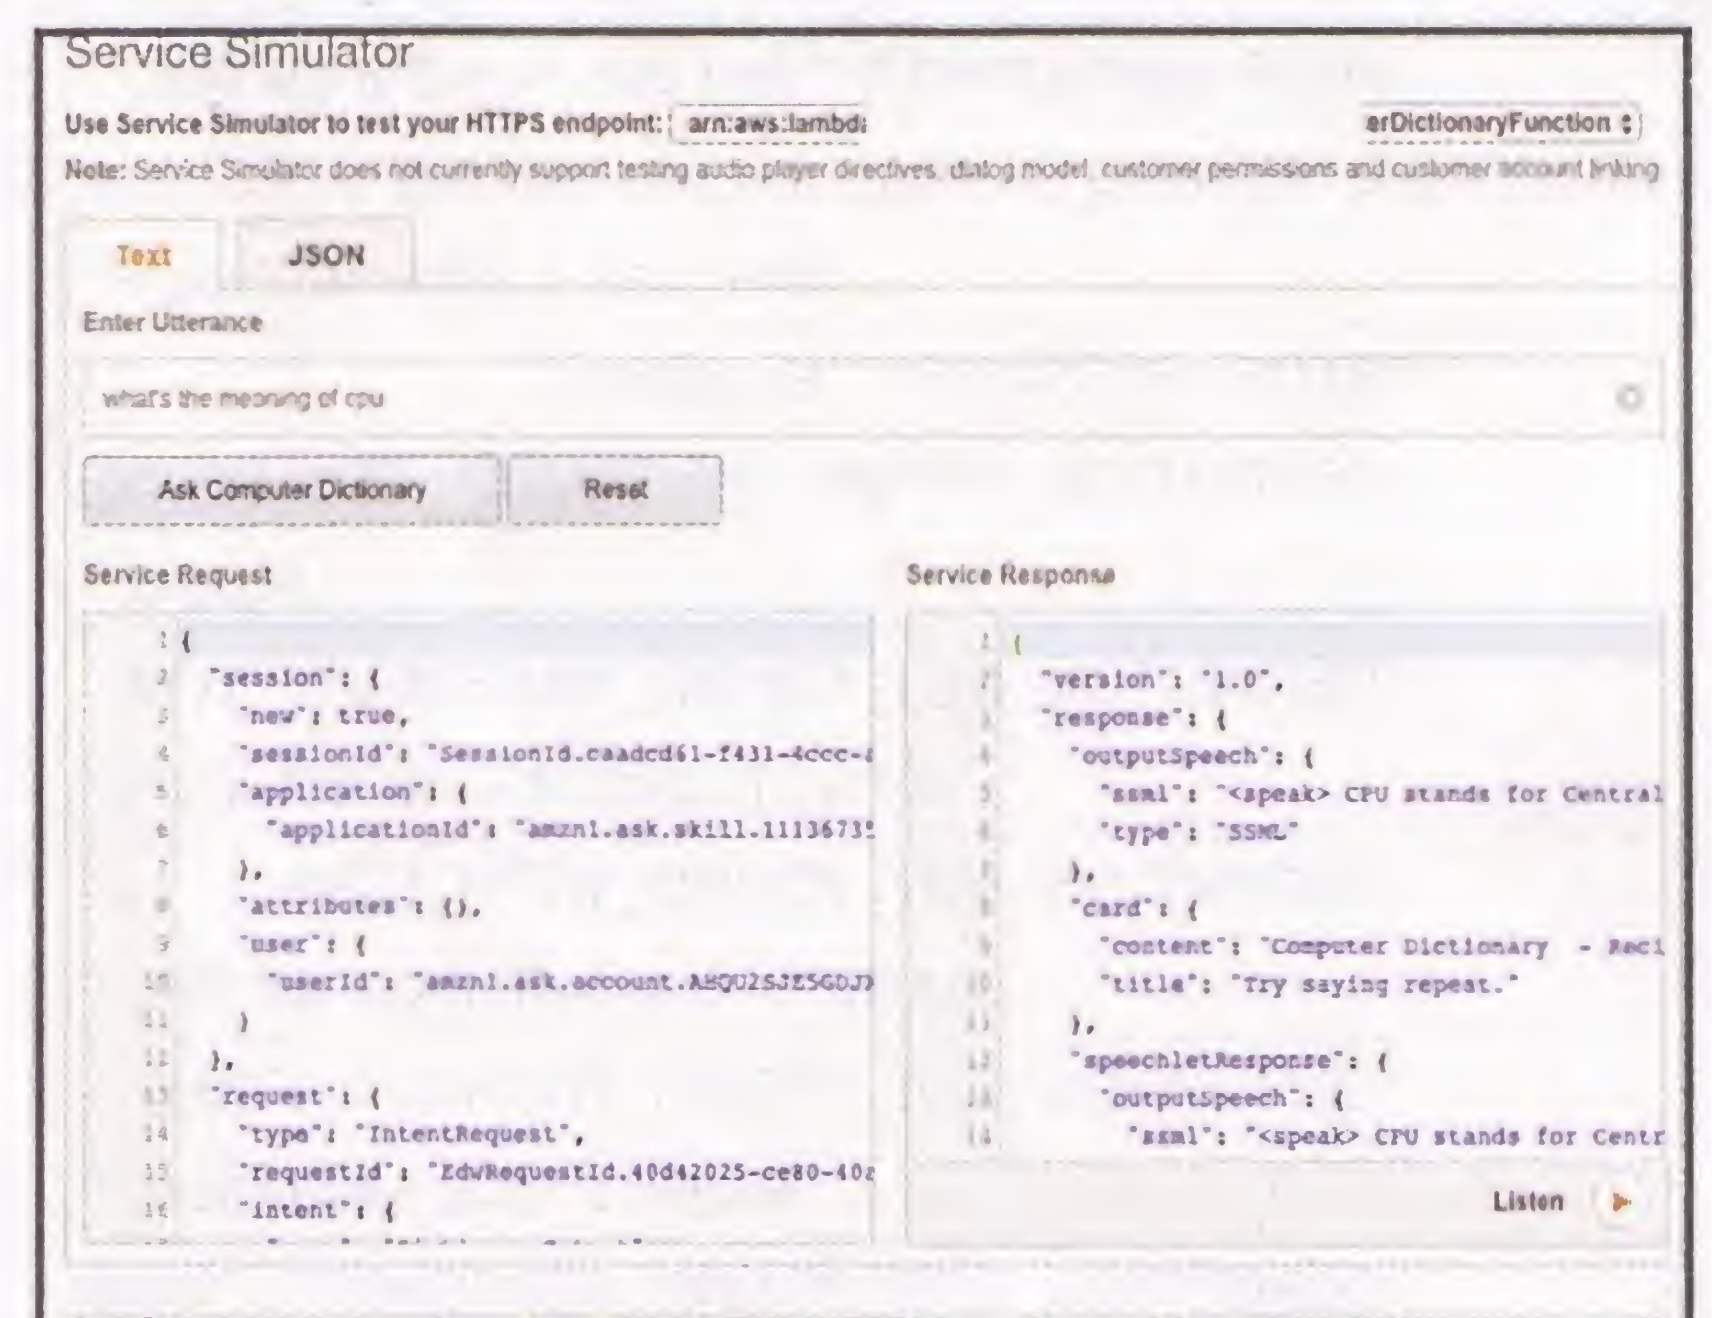 Service Simulator
Use Service Simulator to test your HTTPS endpoint: arn:aws:lambda erDictionaryFunction
Note: Service Simulator does not currently support testing audio player directives, dialog model, customer permissions and customer account linking
Text JSON
Enter Utterance
what's the meaning of cpu
Ask Computer Dictionary Reset
Service Request
1 {
2 "session": {
3 "new": true,
4 "sessionId": "SessionId.caadcd61-f431-4ccc-
5 "application": {
6 "applicationId": "amzn1.ask.skill.1113673
7 },
8 "attributes": {},
9 "user": {
10 "userId": "amzn1.ask.account.
11 }
12 },
13 "request": {
14 "type": "IntentRequest",
15 "requestId": "EdwRequestId.40d42025-ce80-40
16 "intent": {
Service Response
1 {
2 "version": "1.0",
3 "response": {
4 "outputSpeech": {
5 "ssml": "<speak> CPU stands for Central
6 "type": "SSML"
7 },
8 "card": {
9 "content": "Computer Dictionary - Reci
10 "title": "Try saying repeat."
11 },
12 "speechletResponse": {
13 "outputSpeech": {
14 "ssml": "<speak> CPU stands for Centr
Listen